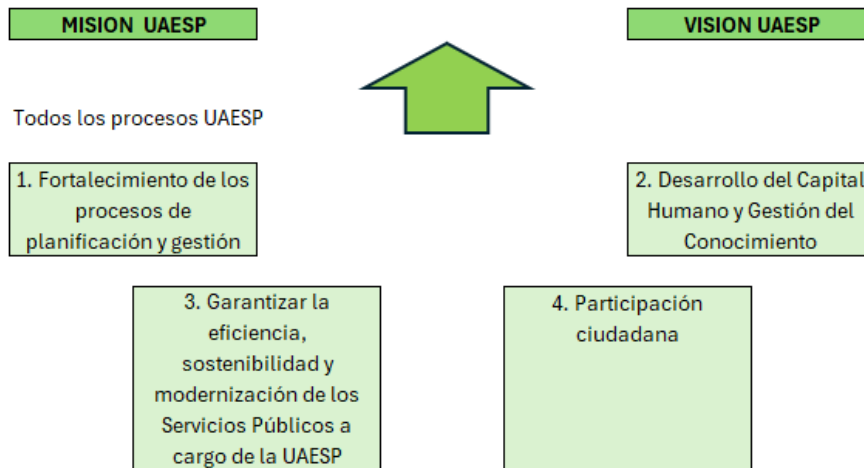 MISION UAESP
VISION UAESP
Todos los procesos UAESP
1. Fortalecimiento de los
procesos de
planificación y gestión
2. Desarrollo del Capital
Humano y Gestión del
Conocimiento
3. Garantizar la
eficiencia,
sostenibilidad y
modernización de los
Servicios Públicos a
cargo de la UAESP
4. Participación
ciudadana